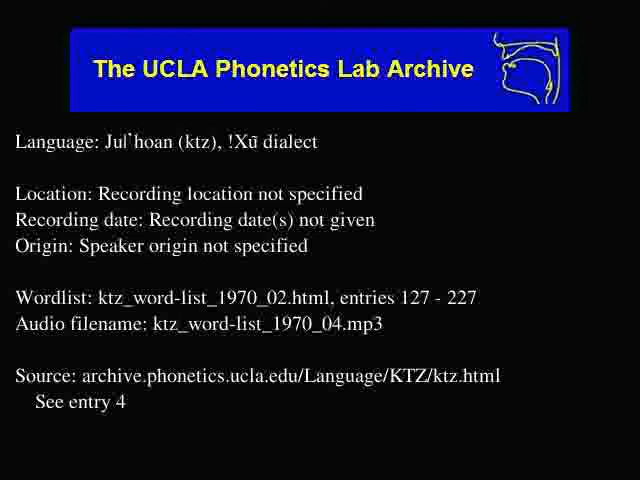 The UCLA Phonetics Lab Archive
Language: Ju|`hoan (ktz), !Xũ dialect
Location: Recording location not specified
Recording date: Recording date(s) not given
Origin: Speaker origin not specified
Wordlist: ktz_word-list_1970_02.html, entries 127 - 227
Audio filename: ktz_word-list_1970_04.mp3
Source: archive.phonetics.ucla.edu/Language/KTZ/ktz.html
See entry 4